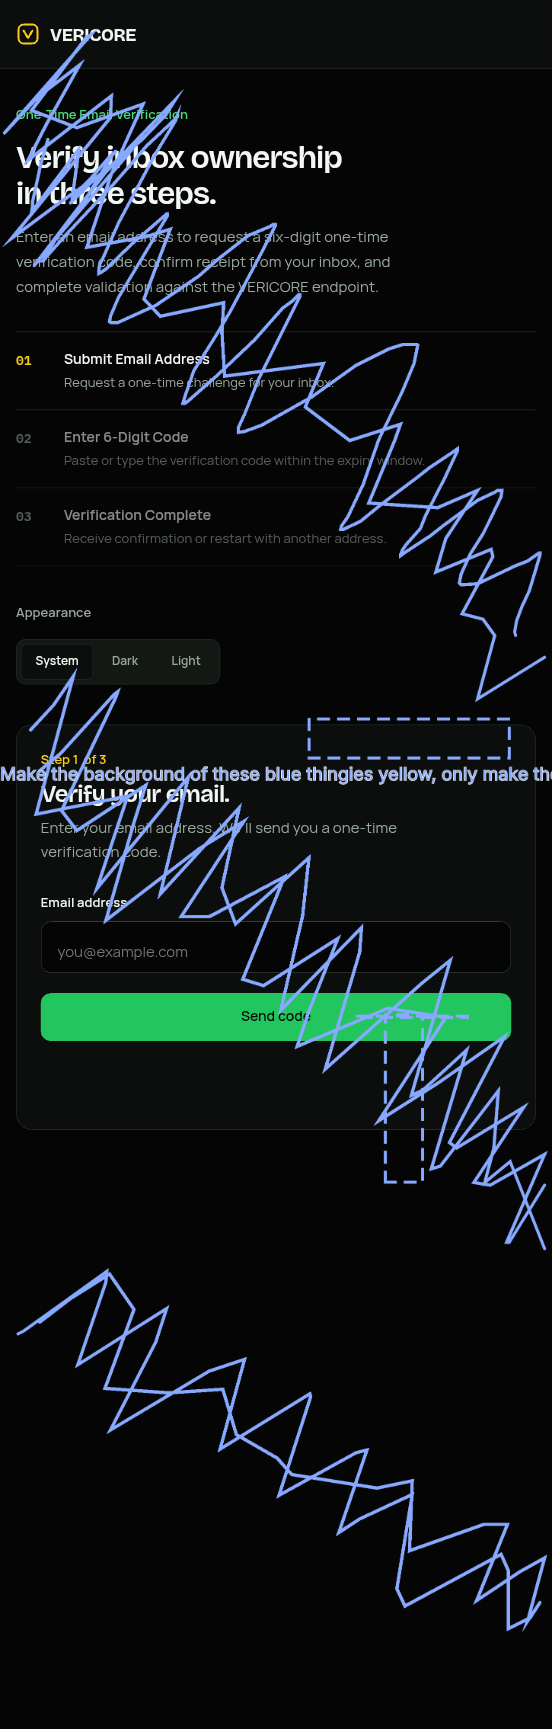 VERICORE
One-Time Email Verification
Verify inbox ownership
in three steps.
Enter an email address to request a six-digit one-time
verification code, confirm receipt from your inbox, and
complete validation against the VERICORE endpoint.
01 Submit Email Address
Request a one-time challenge for your inbox.
02 Enter 6-Digit Code
Paste or type the verification code within the expiry window.
03 Verification Complete
Receive confirmation or restart with another address.
Appearance
System Dark Light
Step 1 of 3
Make the background of these blue thingies yellow, only make the
Verify your email.
Enter your email address. We'll send you a one-time
verification code.
Email address
you@example.com
Send code